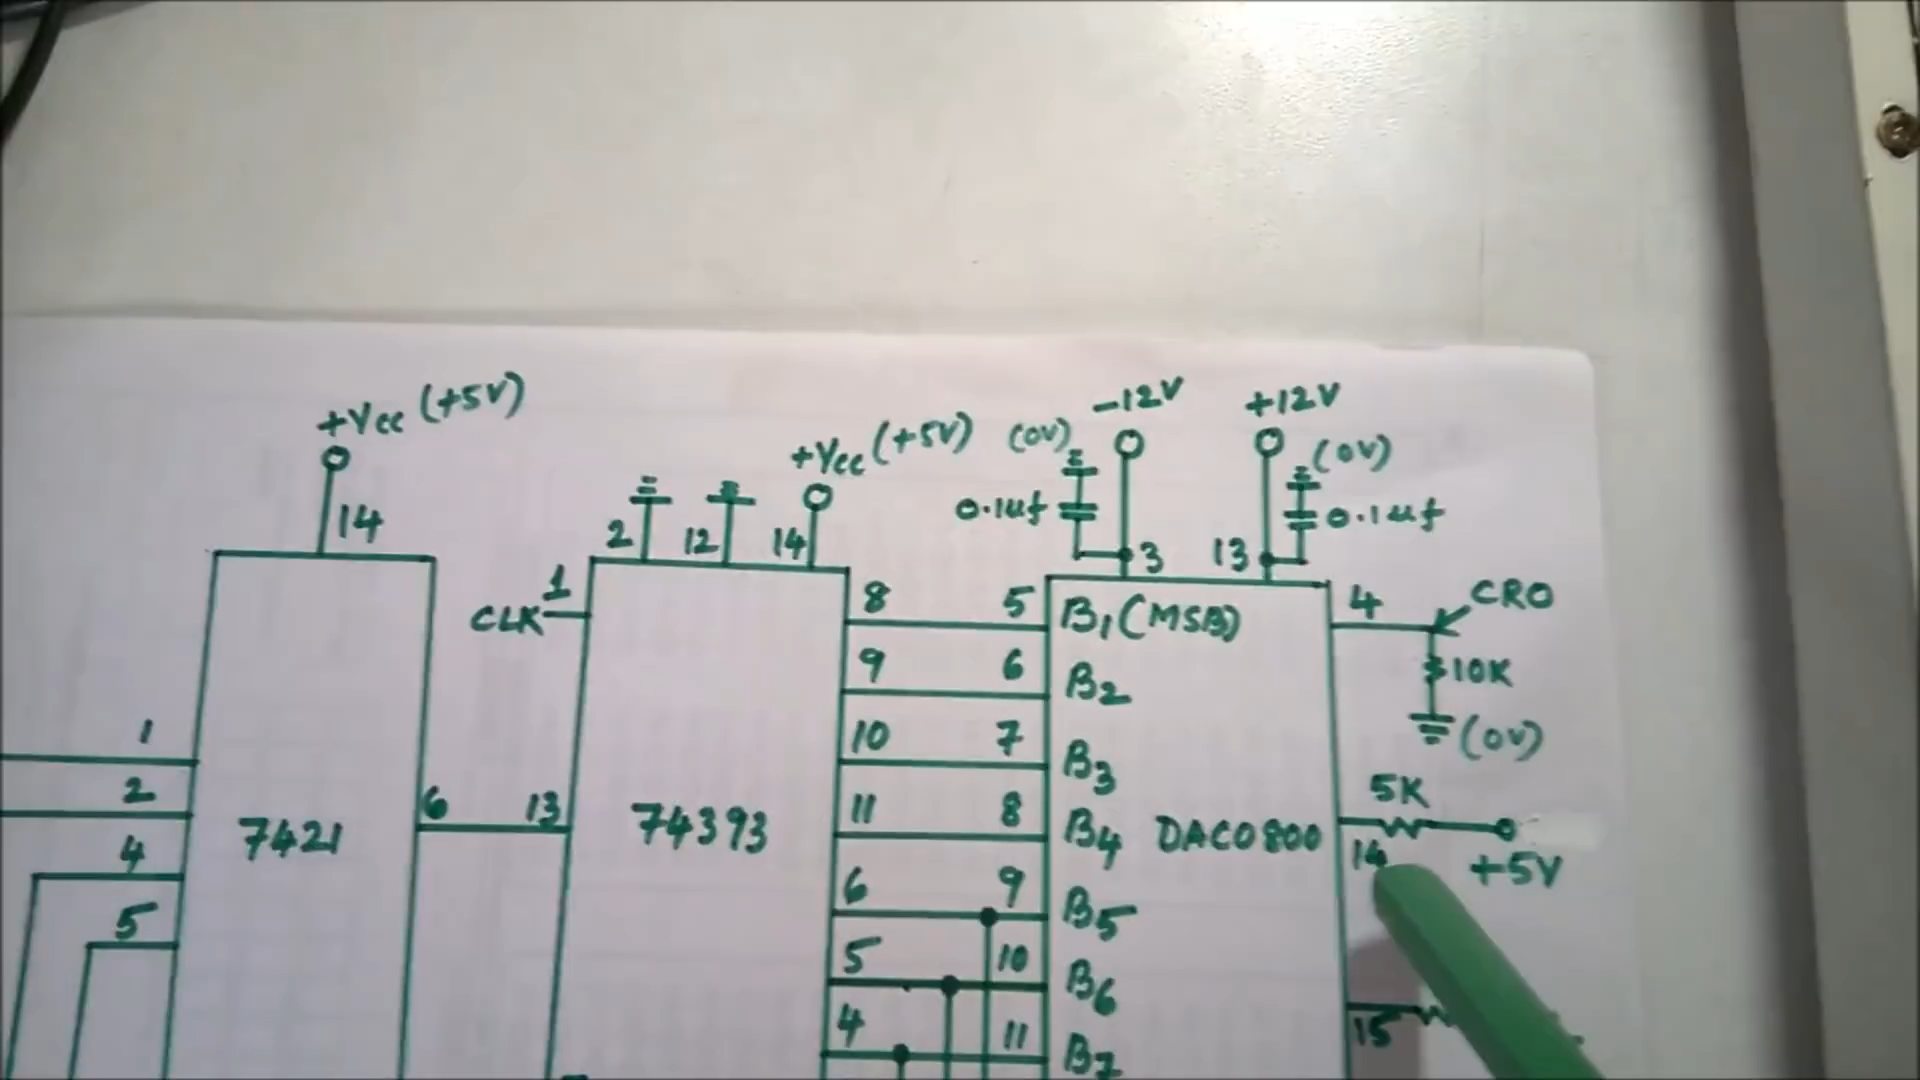 +Vcc (+5V)
14
1
2
4
5
7421
6
+Vcc (+5V)
2 12 14
1
CLK
13
74393
8
9
10
11
6
5
4
-12V +12V
(0V) (0V)
0.1uf 0.1uf
3 13
5 B1 (MSB)
6 B2
7 B3
8 B4
9 B5
10 B6
11 B7
DAC0800
4 CRO
10K
(0V)
5K
14 +5V
15